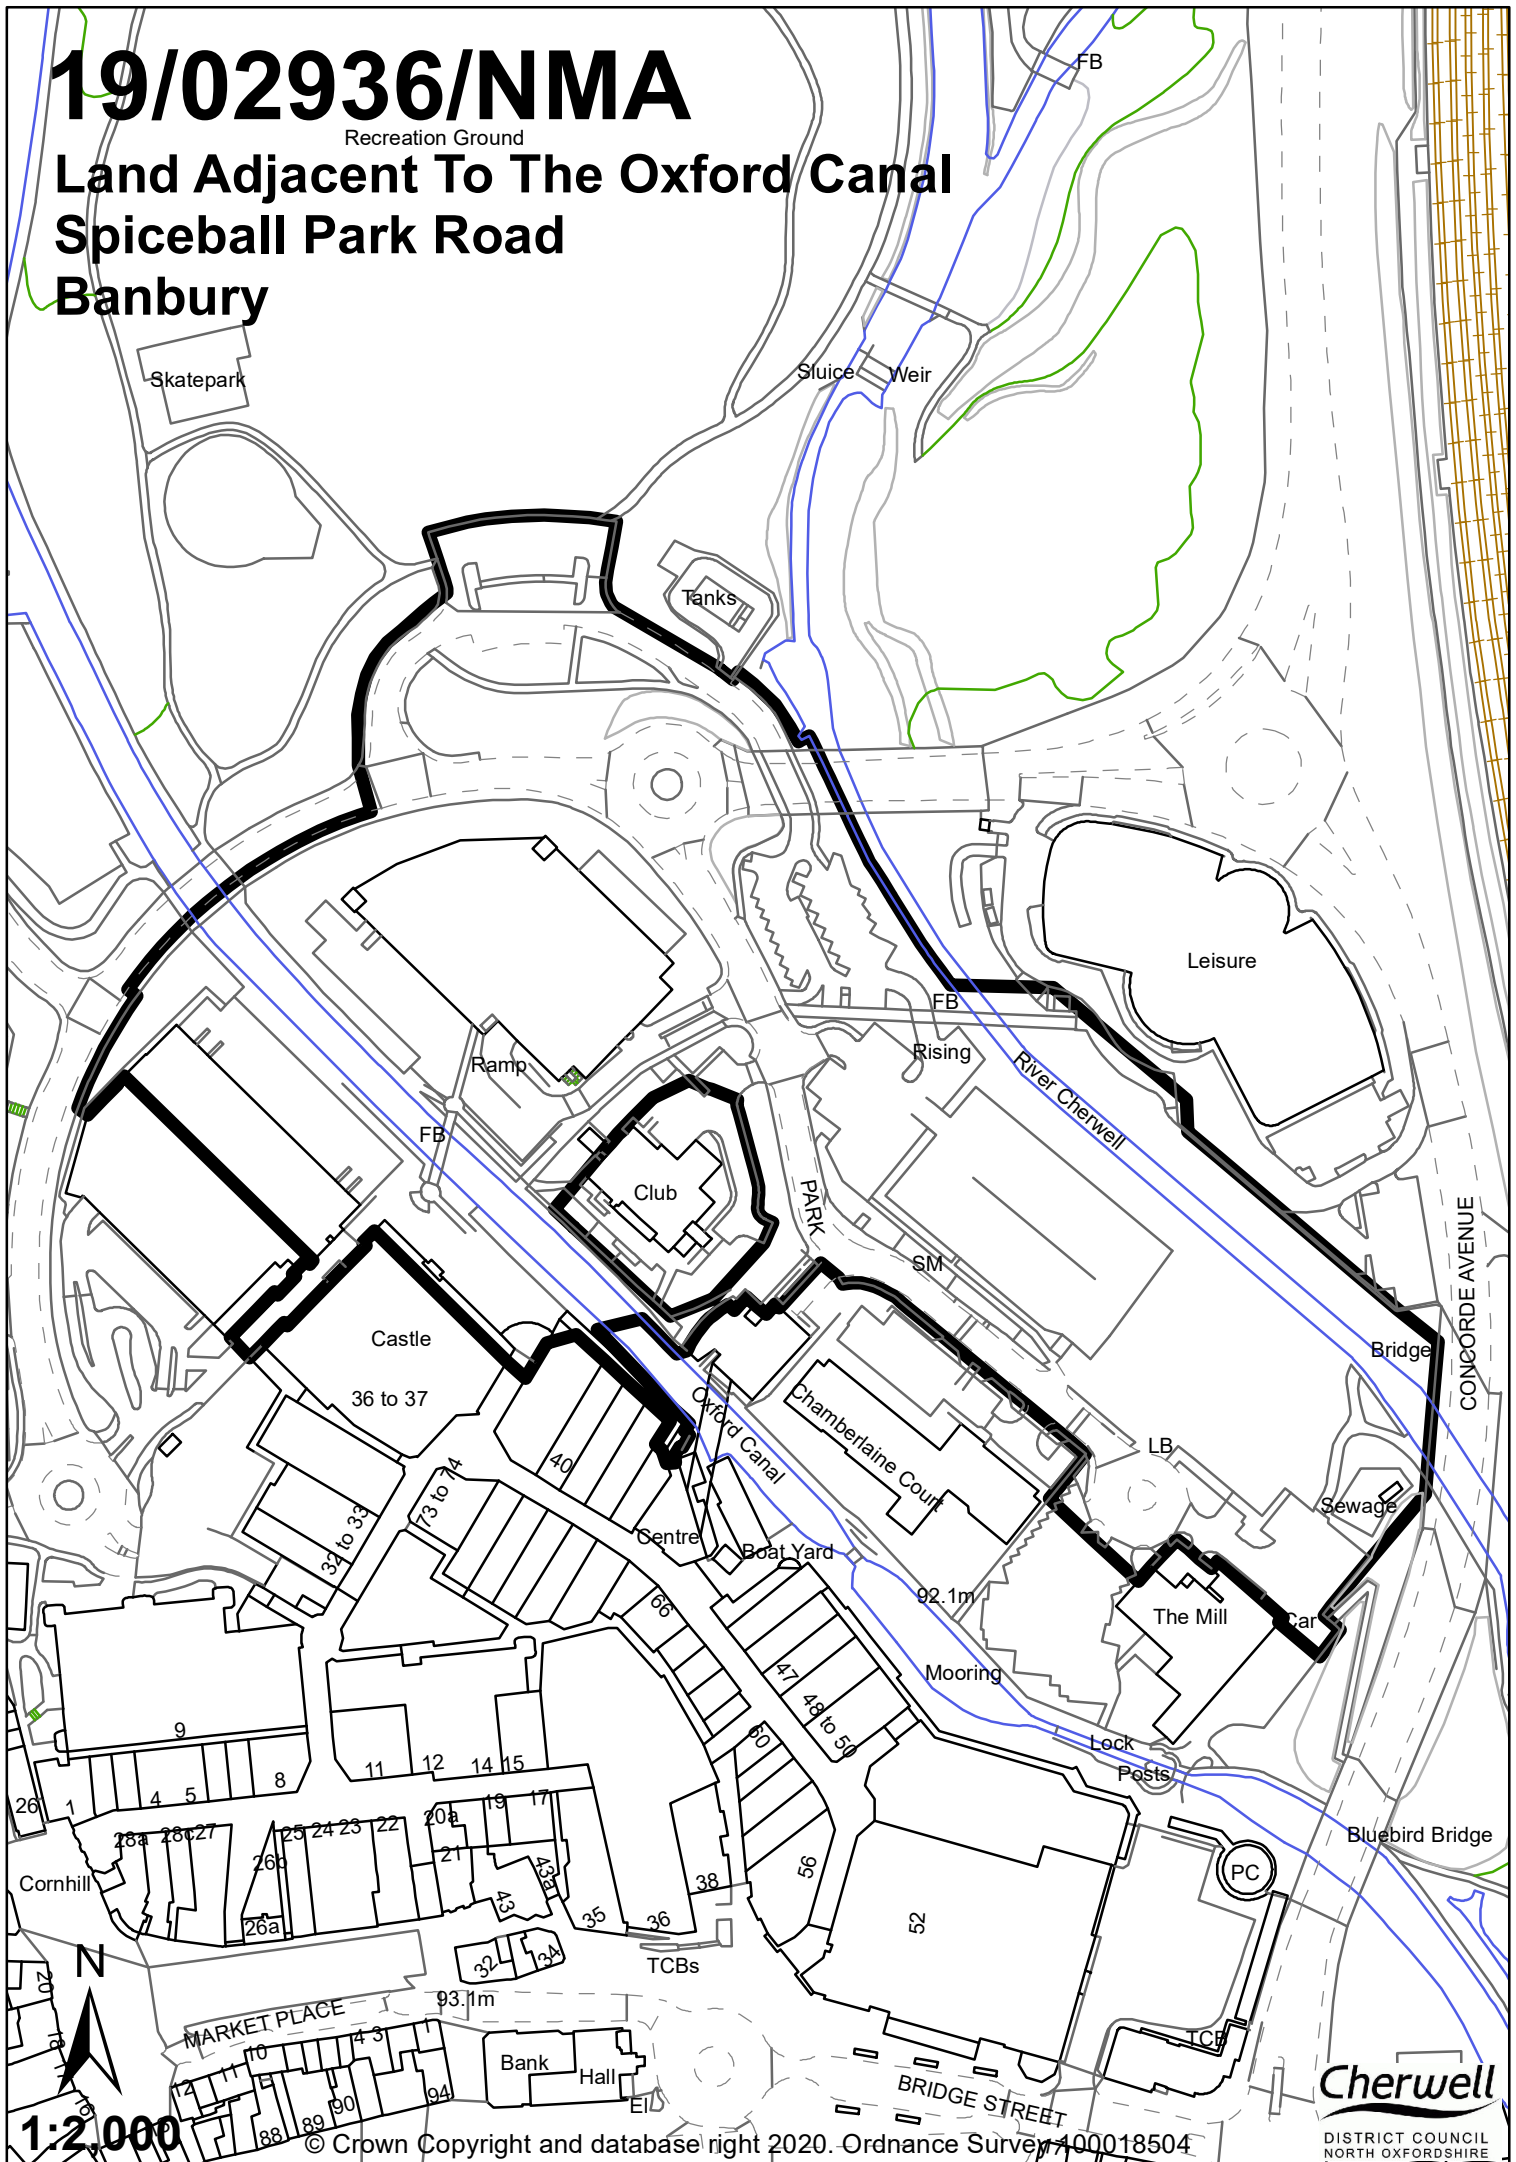 19/02936/NMA
Recreation Ground
Land Adjacent To The Oxford Canal
Spiceball Park Road
Banbury
FB
Skatepark
Sluice
Weir
Tanks
Leisure
FB
Rising
River Cherwell
Ramp
FB
Club
PARK
SM
CONCORDE AVENUE
Castle
36 to 37
Bridge
Oxford Canal
Chamberlaine Court
LB
40
73 to 74
Sewage
32 to 33
Centre
Boat Yard
92.1m
66
The Mill
Car
Mooring
47
48 to 50
60
9
Lock
Posts
11
12
14
15
8
4
5
1
26
19
17
20a
28a
28c
27
25
24
23
22
21
26b
Bluebird Bridge
Cornhill
43
43a
56
PC
38
35
36
26a
52
32
34
TCBs
N
20
93.1m
MARKET PLACE
18
4
3
1
10
11
12
16
Bank
Hall
TCB
El
BRIDGE STREET
94
90
89
88
17
Cherwell
DISTRICT COUNCIL
NORTH OXFORDSHIRE
1:2,000
© Crown Copyright and database right 2020. Ordnance Survey 100018504